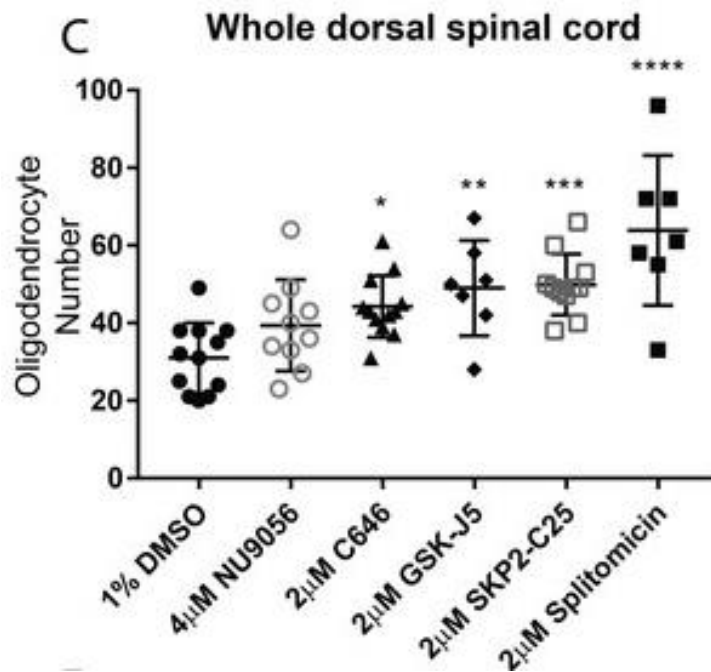 C
Whole dorsal spinal cord
Oligodendrocyte
Number
100
80
60
40
20
0
*
**
***
****
1% DMSO
4μM NU9056
2μM C646
2μM GSK-J5
2μM SKP2-C25
2μM Splitomicin